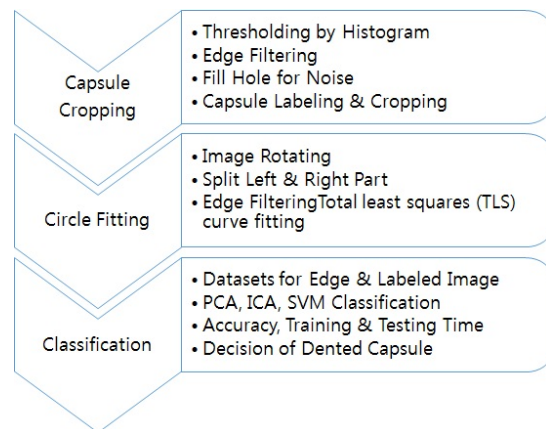 Capsule
Cropping
• Thresholding by Histogram
• Edge Filtering
• Fill Hole for Noise
• Capsule Labeling & Cropping
Circle Fitting
• Image Rotating
• Split Left & Right Part
• Edge FilteringTotal least squares (TLS)
curve fitting
Classification
• Datasets for Edge & Labeled Image
• PCA, ICA, SVM Classification
• Accuracy, Training & Testing Time
• Decision of Dented Capsule